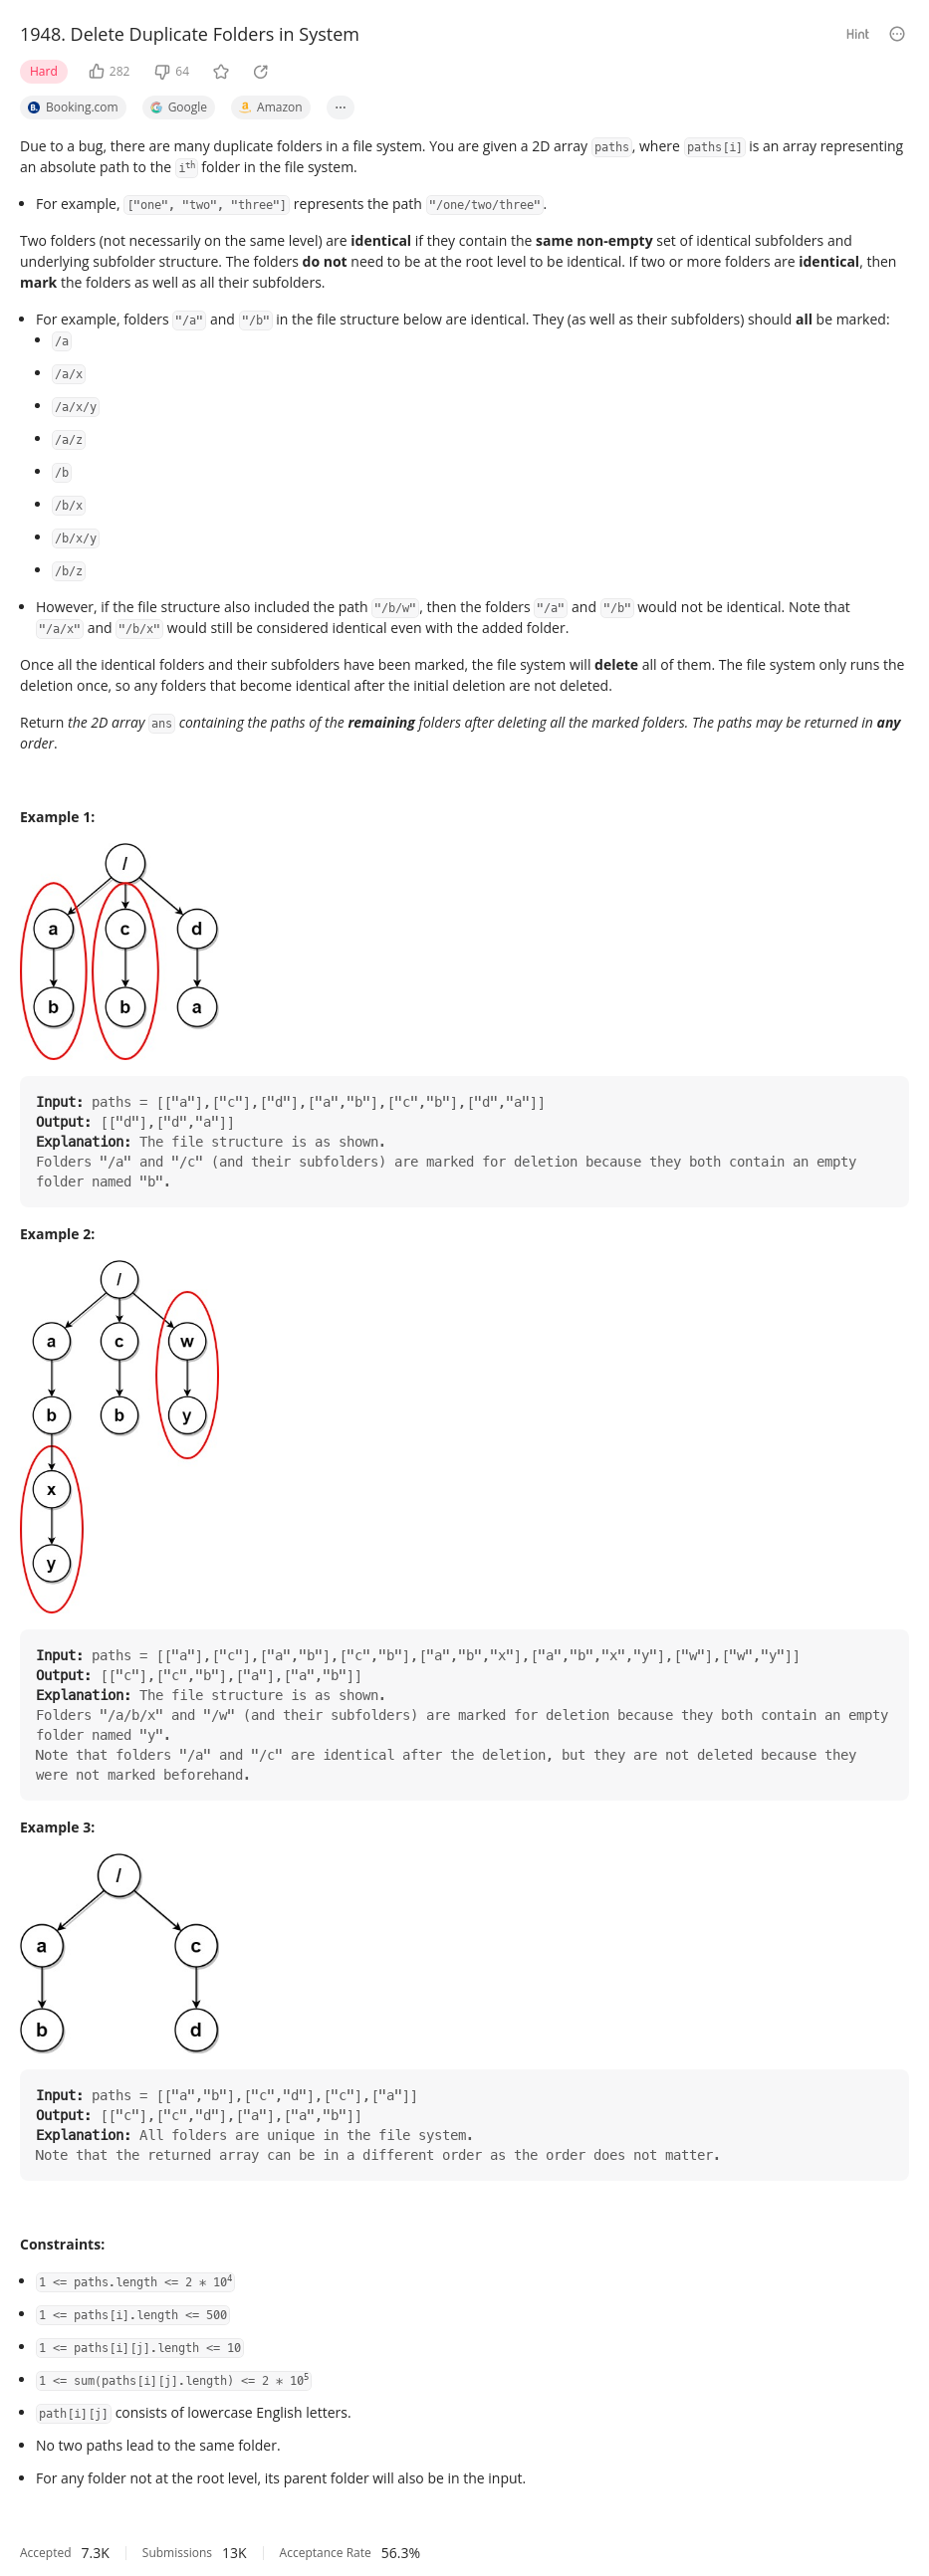 1948. Delete Duplicate Folders in System
Hint
Hard
282
64
Booking.com
Google
Amazon
Due to a bug, there are many duplicate folders in a file system. You are given a 2D array paths, where paths[i] is an array representing
an absolute path to the ith folder in the file system.
• For example, ["one", "two", "three"] represents the path "/one/two/three".
Two folders (not necessarily on the same level) are identical if they contain the same non-empty set of identical subfolders and
underlying subfolder structure. The folders do not need to be at the root level to be identical. If two or more folders are identical, then
mark the folders as well as all their subfolders.
• For example, folders "/a" and "/b" in the file structure below are identical. They (as well as their subfolders) should all be marked:
• /a
• /a/x
• /a/x/y
• /a/z
• /b
• /b/x
• /b/x/y
• /b/z
• However, if the file structure also included the path "/b/w", then the folders "/a" and "/b" would not be identical. Note that
"/a/x" and "/b/x" would still be considered identical even with the added folder.
Once all the identical folders and their subfolders have been marked, the file system will delete all of them. The file system only runs the
deletion once, so any folders that become identical after the initial deletion are not deleted.
Return the 2D array ans containing the paths of the remaining folders after deleting all the marked folders. The paths may be returned in any
order.
Example 1:
/
a c d
b b a
Input: paths = [["a"],["c"],["d"],["a","b"],["c","b"],["d","a"]]
Output: [["d"],["d","a"]]
Explanation: The file structure is as shown.
Folders "/a" and "/c" (and their subfolders) are marked for deletion because they both contain an empty
folder named "b".
Example 2:
/
a c w
b b y
x
y
Input: paths = [["a"],["c"],["a","b"],["c","b"],["a","b","x"],["a","b","x","y"],["w"],["w","y"]]
Output: [["c"],["c","b"],["a"],["a","b"]]
Explanation: The file structure is as shown.
Folders "/a/b/x" and "/w" (and their subfolders) are marked for deletion because they both contain an empty
folder named "y".
Note that folders "/a" and "/c" are identical after the deletion, but they are not deleted because they
were not marked beforehand.
Example 3:
/
a c
b d
Input: paths = [["a","b"],["c","d"],["c"],["a"]]
Output: [["c"],["c","d"],["a"],["a","b"]]
Explanation: All folders are unique in the file system.
Note that the returned array can be in a different order as the order does not matter.
Constraints:
• 1 <= paths.length <= 2 * 10^4
• 1 <= paths[i].length <= 500
• 1 <= paths[i][j].length <= 10
• 1 <= sum(paths[i][j].length) <= 2 * 10^5
• path[i][j] consists of lowercase English letters.
• No two paths lead to the same folder.
• For any folder not at the root level, its parent folder will also be in the input.
Accepted 7.3K Submissions 13K Acceptance Rate 56.3%